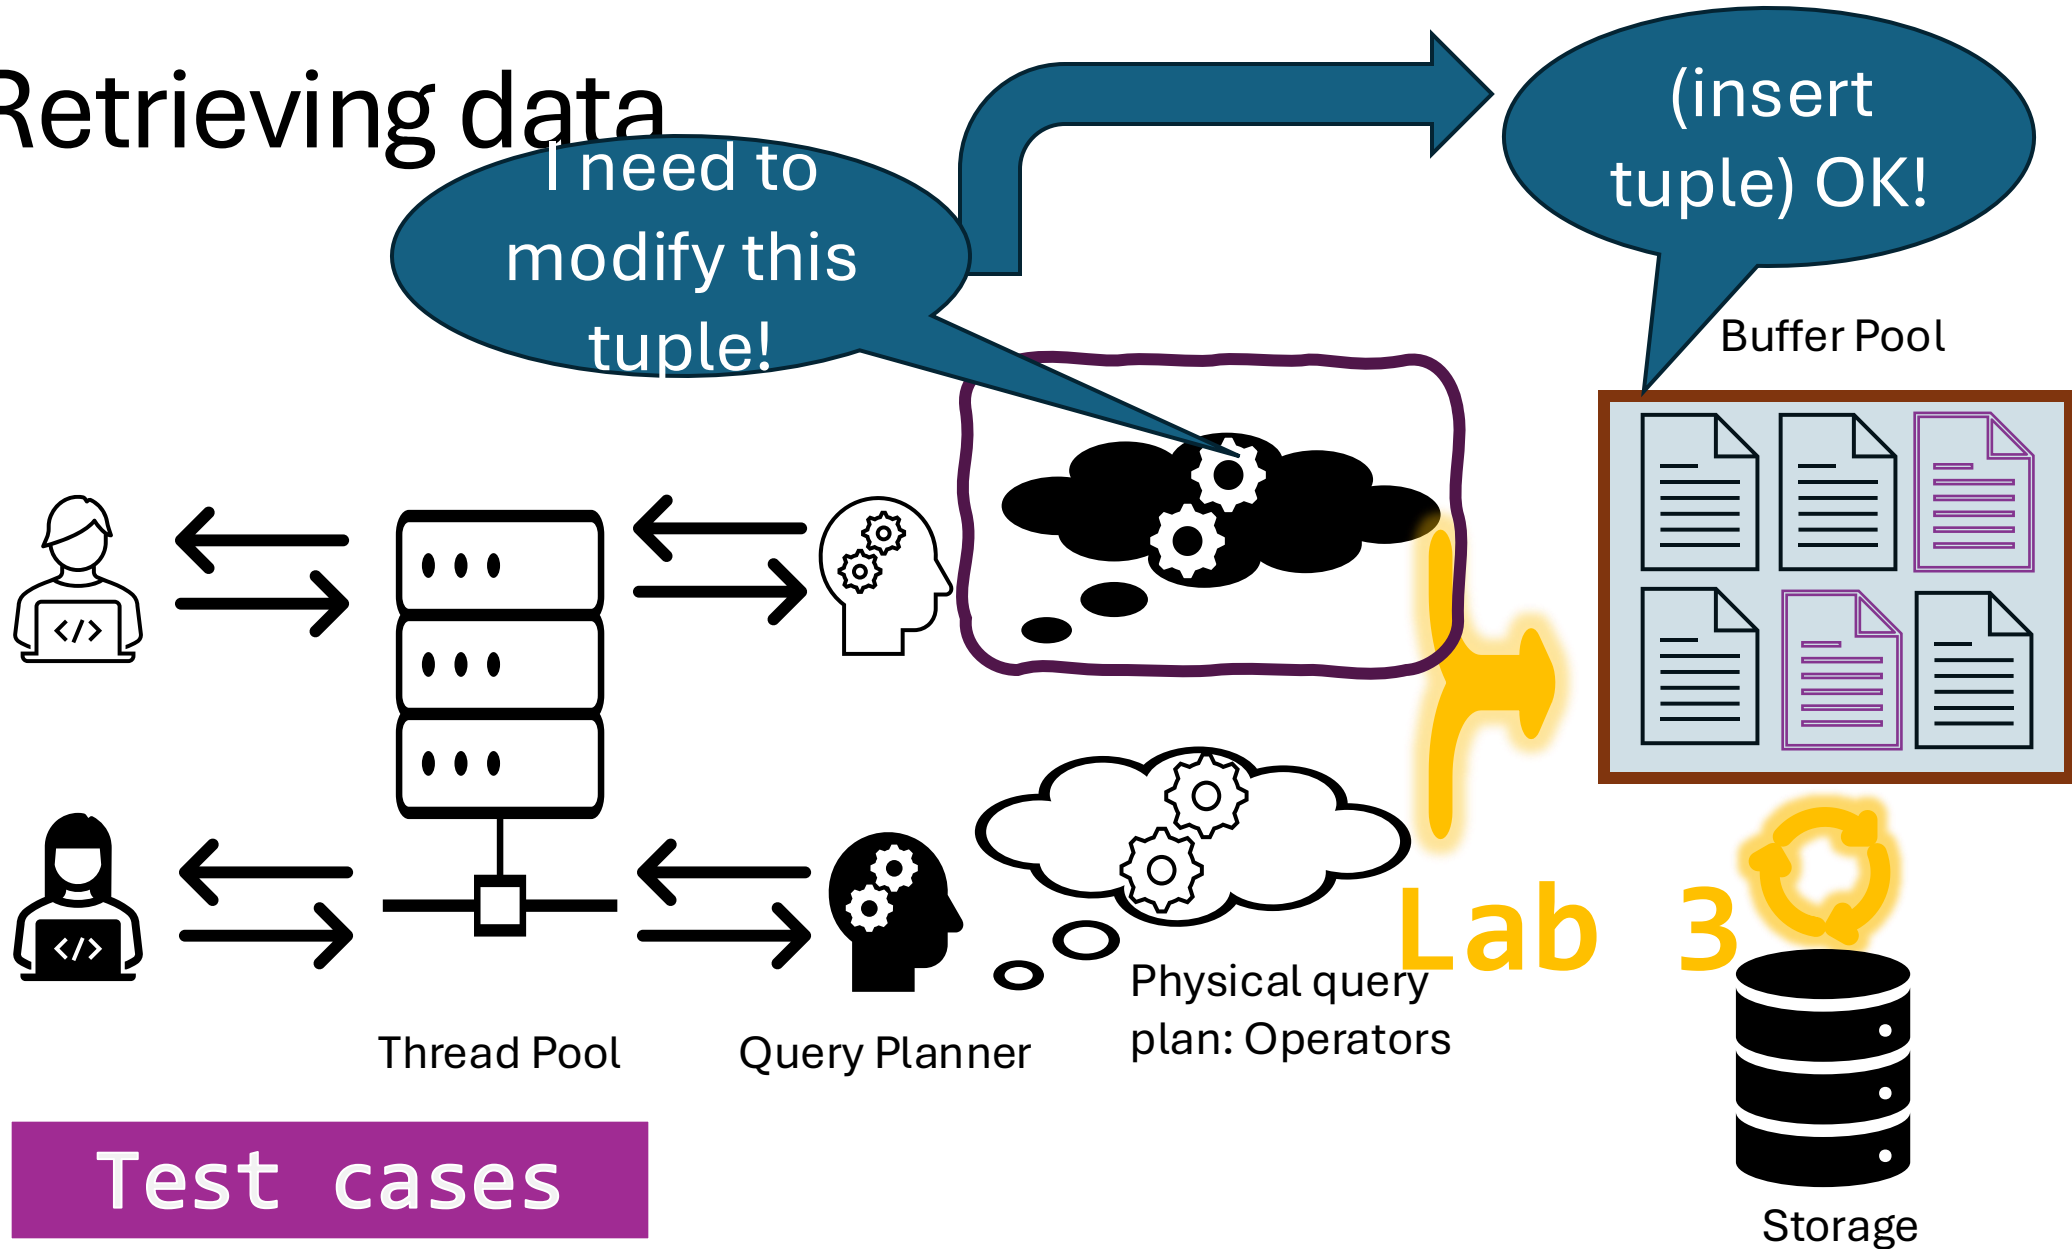 Retrieving data
I need to
modify this
tuple!
(insert
tuple) OK!
Buffer Pool
</>
</>
Lab 3
Physical query
plan: Operators
Thread Pool
Query Planner
Test cases
Storage